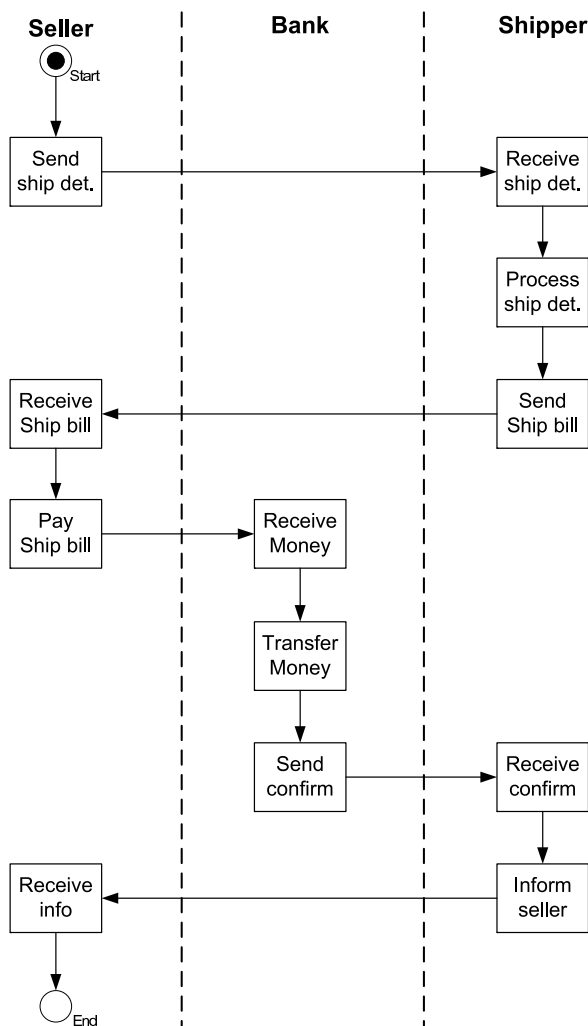 Seller
Bank
Shipper
Start
Send
ship det.
Receive
ship det.
Process
ship det.
Receive
Ship bill
Send
Ship bill
Pay
Ship bill
Receive
Money
Transfer
Money
Send
confirm
Receive
confirm
Receive
info
Inform
seller
End